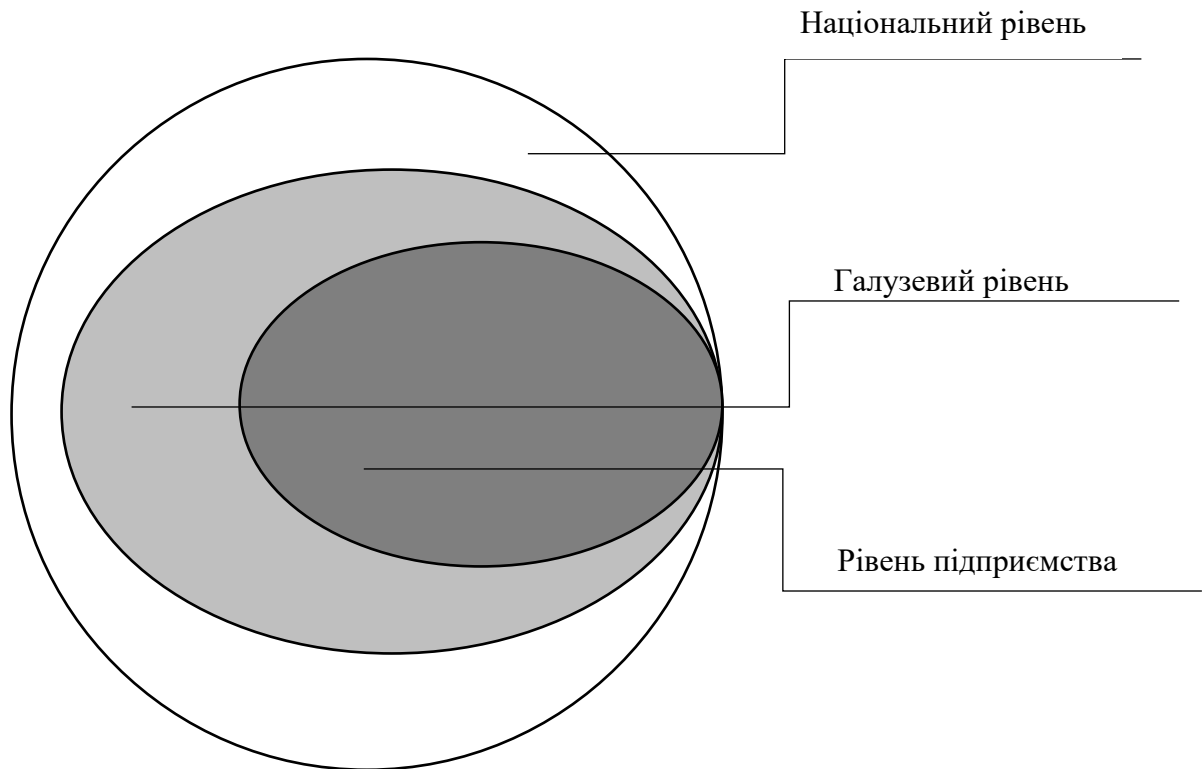 Національний рівень
Галузевий рівень
Рівень підприємства